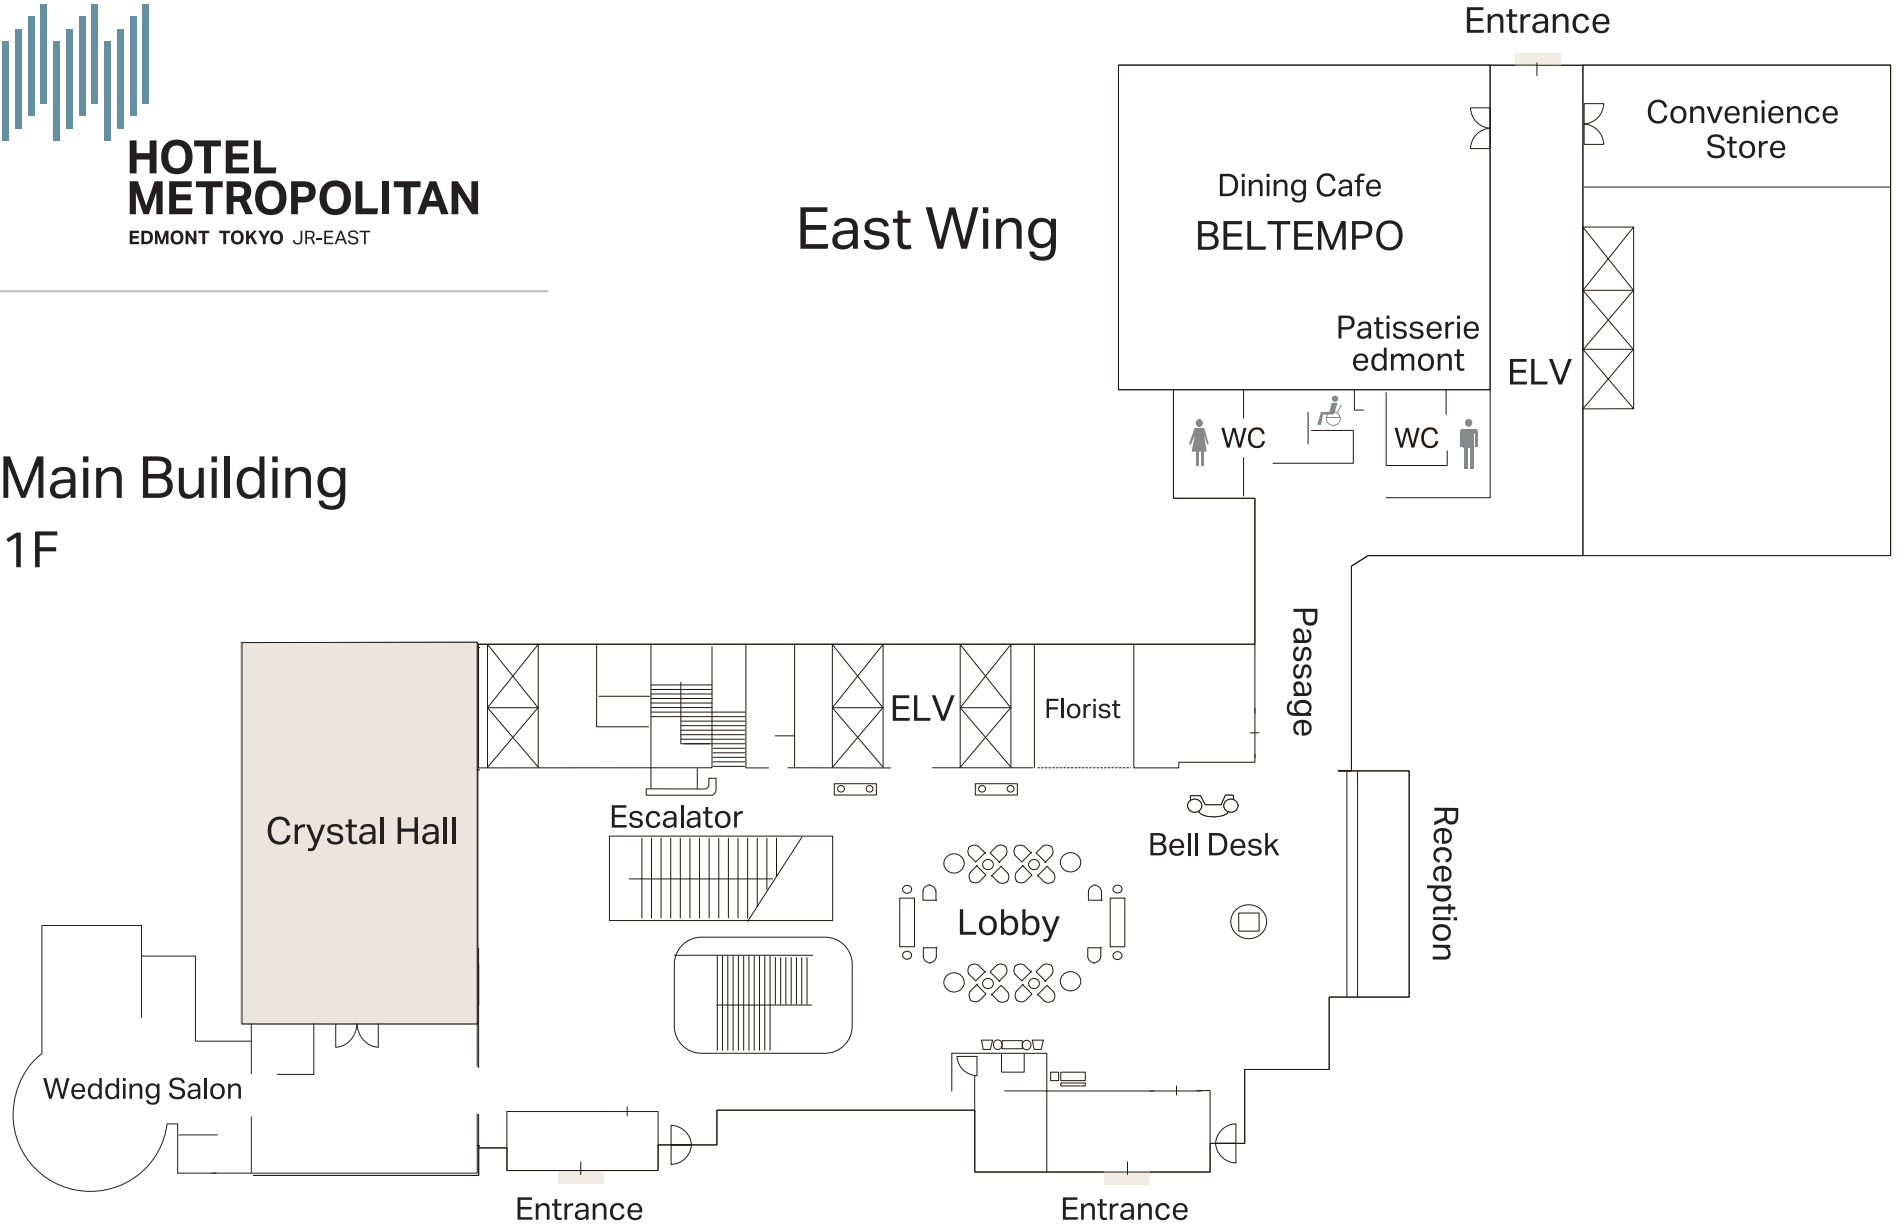 HOTEL
METROPOLITAN
EDMONT TOKYO JR-EAST
Entrance
Convenience
Store
Dining Cafe
BELTEMPO
East Wing
Patisserie
edmont
ELV
WC
WC
Main Building
1F
Passage
ELV
Florist
Escalator
Crystal Hall
Bell Desk
Reception
Lobby
Wedding Salon
Entrance
Entrance